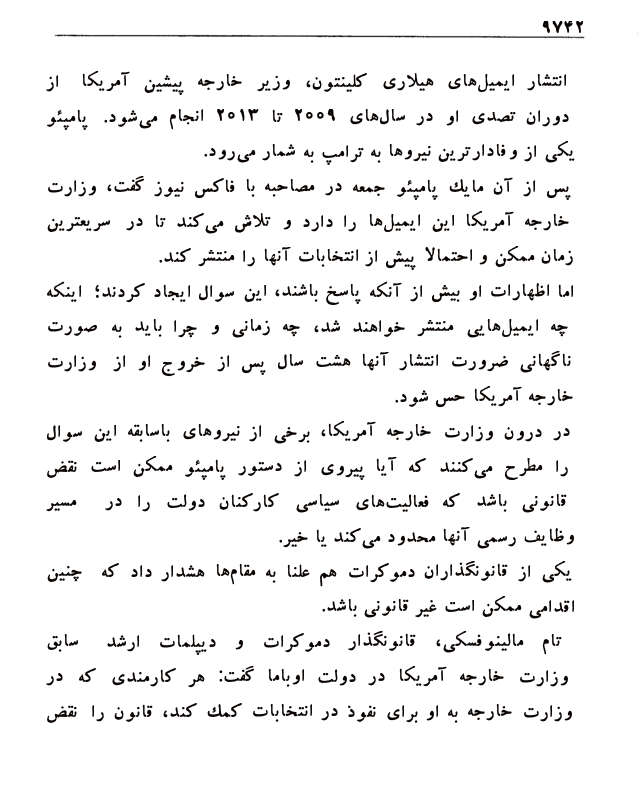 ۹۷۴۲
انتشار ایمیل‌های هیلاری کلینتون، وزیر خارجه پیشین آمریکا از
دوران تصدی او در سال‌های ۲۰۰۹ تا ۲۰۱۳ انجام می‌شود. پامپئو
یکی از وفادارترین نیروها به ترامپ به شمار می‌رود.
پس از آن مایك پامپئو جمعه در مصاحبه با فاکس نیوز گفت، وزارت
خارجه آمریکا این ایمیل‌ها را دارد و تلاش می‌کند تا در سریعترین
زمان ممکن و احتمالا پیش از انتخابات آنها را منتشر کند.
اما اظهارات او بیش از آنکه پاسخ باشند، این سوال ایجاد کردند؛ اینکه
چه ایمیل‌هایی منتشر خواهند شد، چه زمانی و چرا باید به صورت
ناگهانی ضرورت انتشار آنها هشت سال پس از خروج او از وزارت
خارجه آمریکا حس شود.
در درون وزارت خارجه آمریکا، برخی از نیروهای باسابقه این سوال
را مطرح می‌کنند که آیا پیروی از دستور پامپئو ممکن است نقض
قانونی باشد که فعالیت‌های سیاسی کارکنان دولت را در مسیر
وظایف رسمی آنها محدود می‌کند یا خیر.
یکی از قانونگذاران دموکرات هم علنا به مقام‌ها هشدار داد که چنین
اقدامی ممکن است غیر قانونی باشد.
تام مالینوفسکی، قانونگذار دموکرات و دیپلمات ارشد سابق
وزارت خارجه آمریکا در دولت اوباما گفت: هر کارمندی که در
وزارت خارجه به او برای نفوذ در انتخابات کمك کند، قانون را نقض